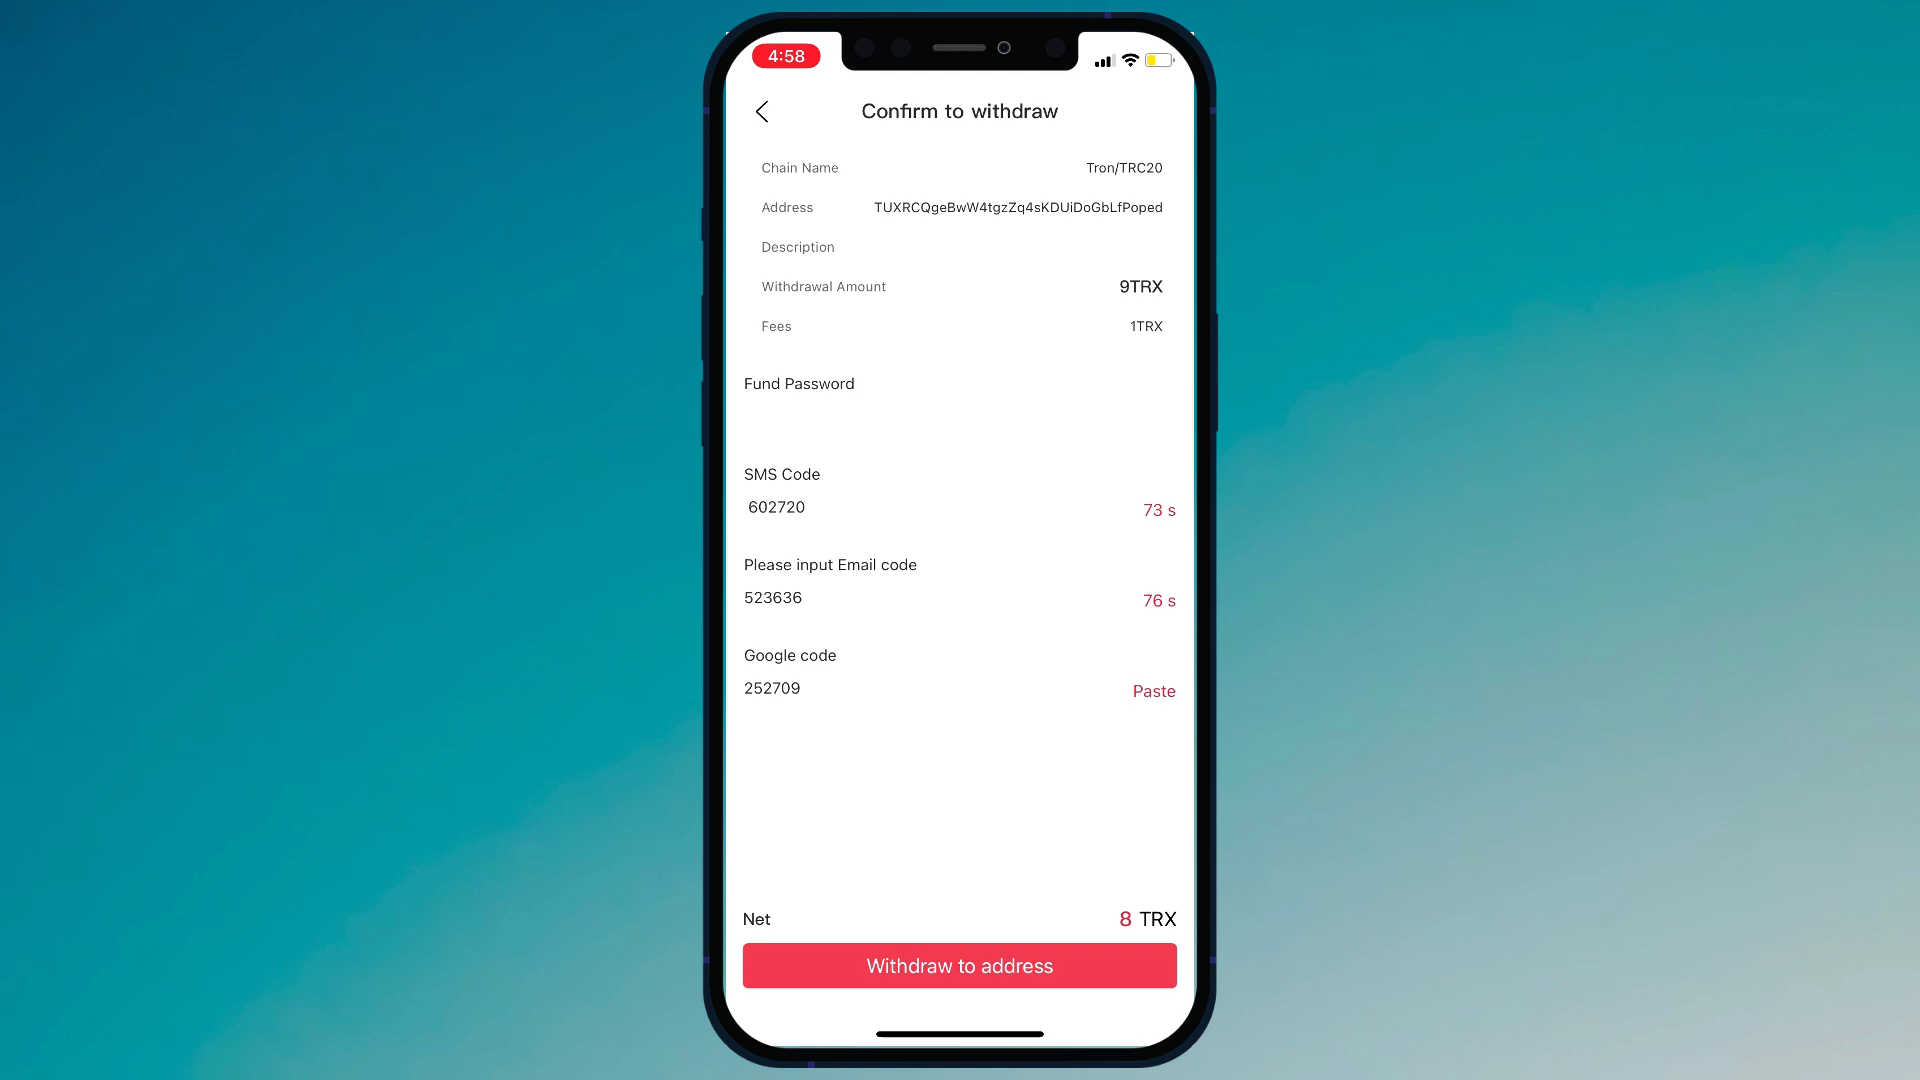 4:58
Confirm to withdraw
Chain Name Tron/TRC20
Address TUXRCQgeBwW4tgzZq4sKDUiDoGbLfPoped
Description
Withdrawal Amount 9TRX
Fees 1TRX
Fund Password
SMS Code
602720 73 s
Please input Email code
523636 76 s
Google code
252709 Paste
Net 8 TRX
Withdraw to address